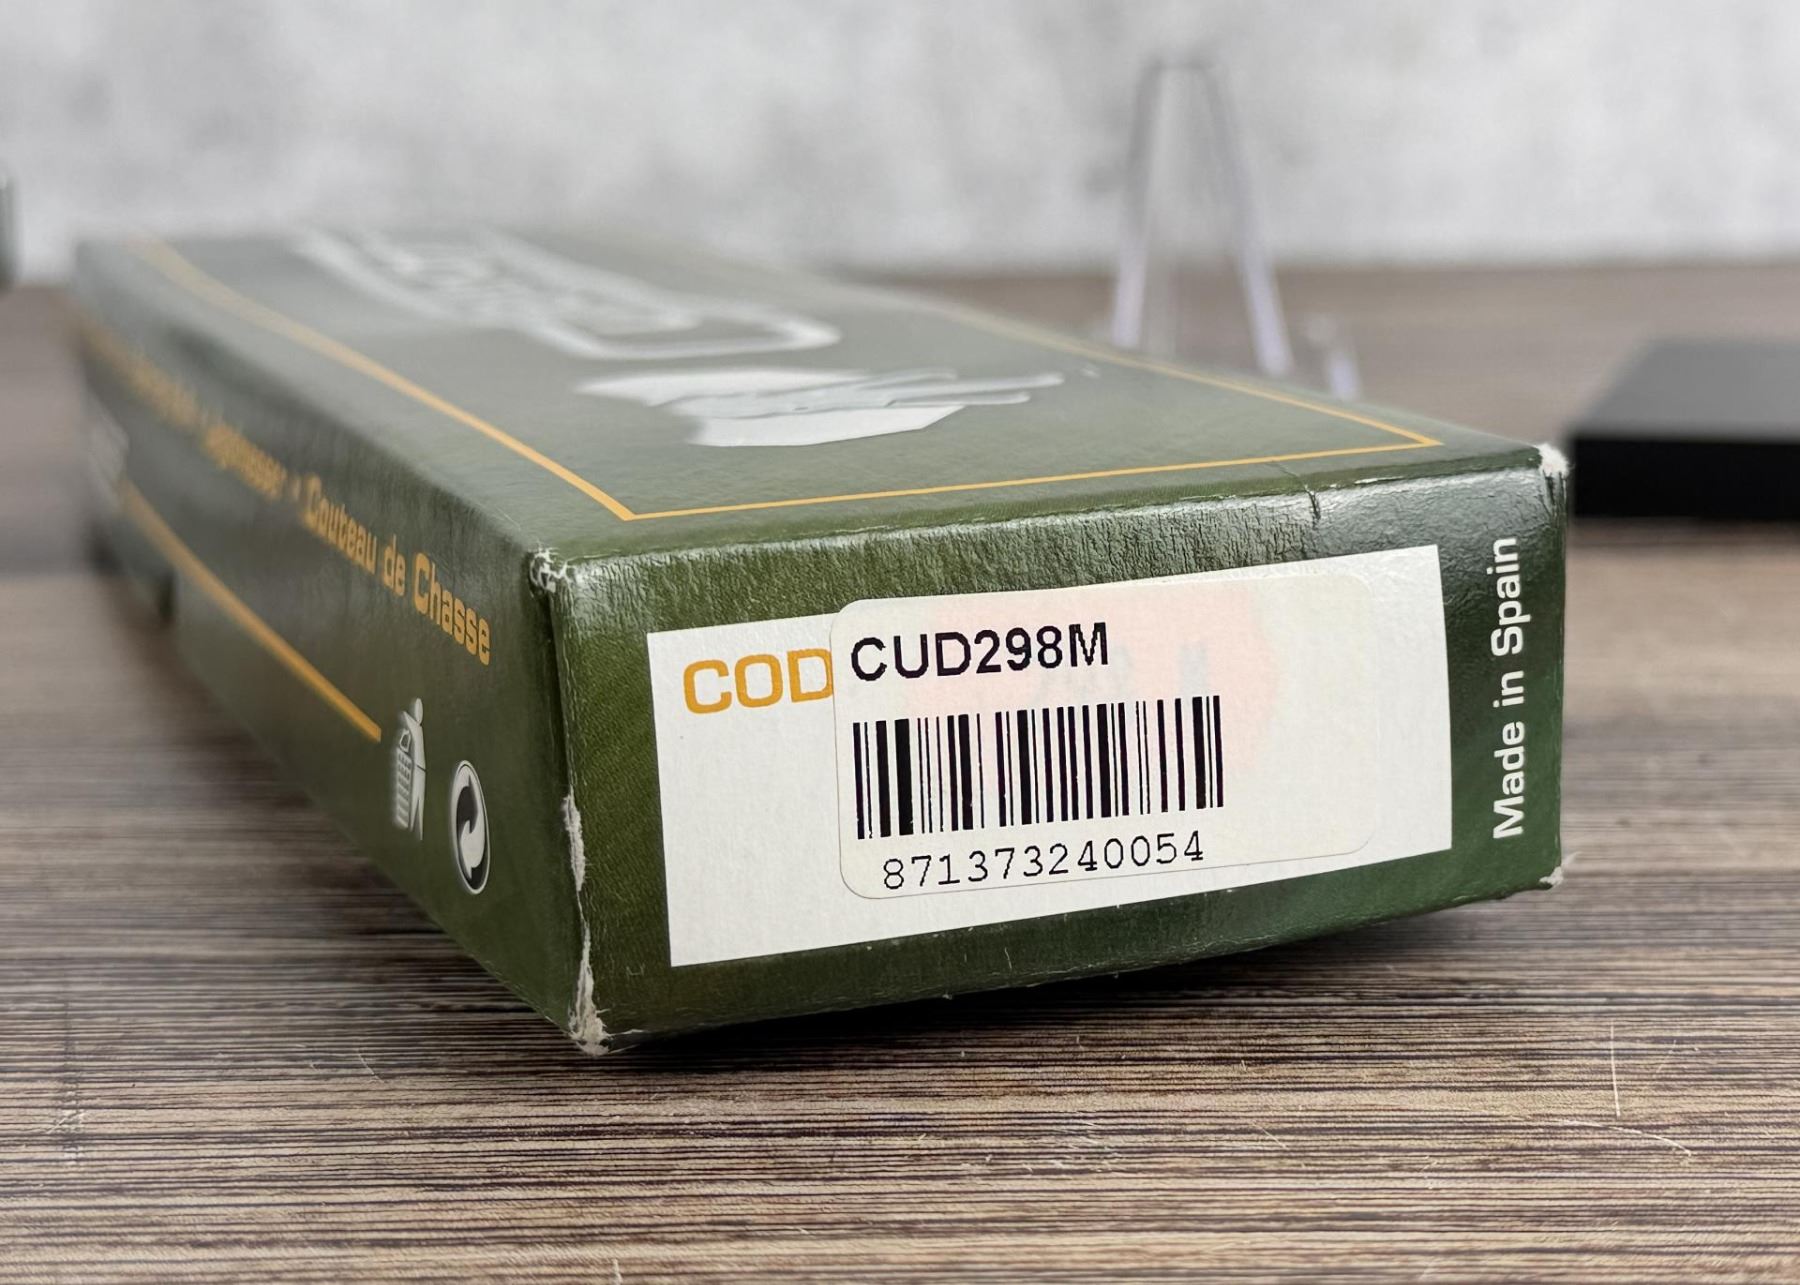 Couteau de Chasse
COD
CUD298M
871373240054
Made in Spain